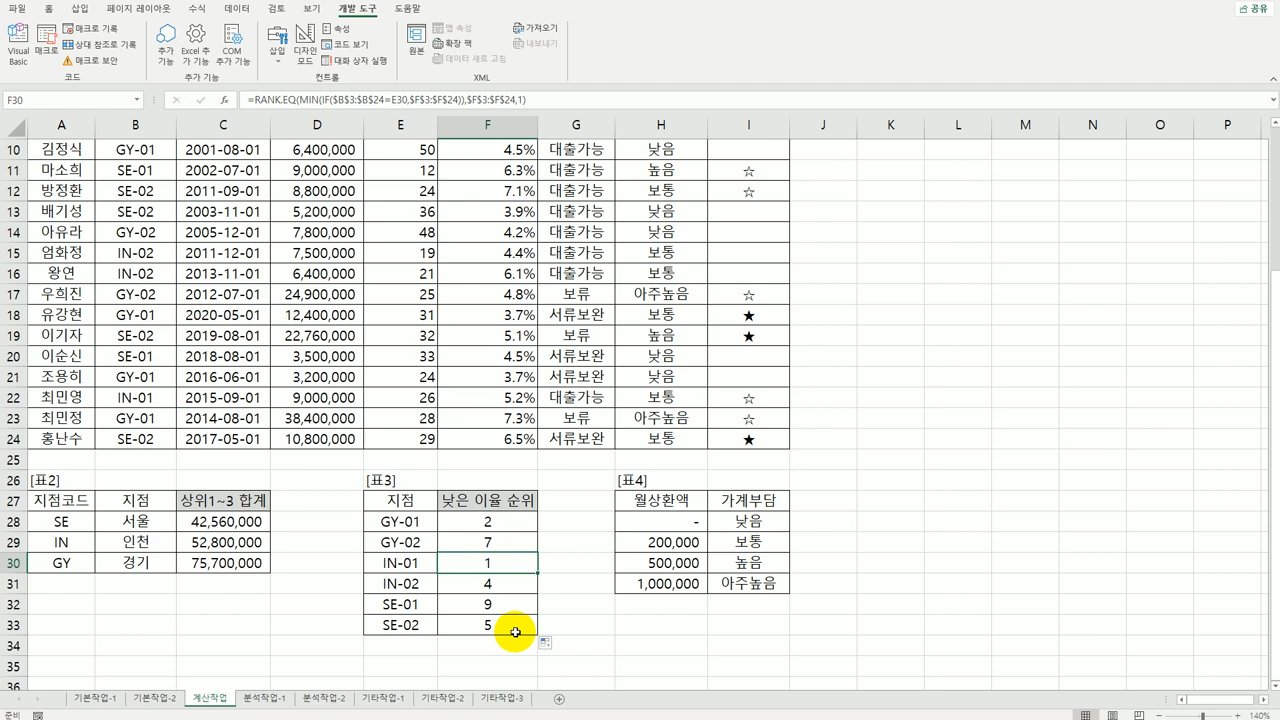 파일 홈 삽입 페이지 레이아웃 수식 데이터 검토 보기 개발 도구 도움말 공유
Visual Basic 매크로 매크로 기록 상대 참조로 기록 매크로 보안 코드
추가 기능 Excel 추가 기능 COM 추가 기능 추가 기능
삽입 디자인 모드 속성 코드 보기 대화 상자 실행 컨트롤
원본 맵 속성 확장 팩 데이터 새로 고침 가져오기 내보내기 XML
F30 fx =RANK.EQ(MIN(IF($B$3:$B$24=E30,$F$3:$F$24)),$F$3:$F$24,1)
A B C D E F G H I J K L M N O P
10 김정식 GY-01 2001-08-01 6,400,000 50 4.5% 대출가능 낮음
11 마소희 SE-01 2002-07-01 9,000,000 12 6.3% 대출가능 높음 ☆
12 방정환 SE-02 2011-09-01 8,800,000 24 7.1% 대출가능 보통 ☆
13 배기성 SE-02 2003-11-01 5,200,000 36 3.9% 대출가능 낮음
14 아유라 GY-02 2005-12-01 7,800,000 48 4.2% 대출가능 낮음
15 엄화정 IN-02 2011-12-01 7,500,000 19 4.4% 대출가능 보통
16 왕연 IN-02 2013-11-01 6,400,000 21 6.1% 대출가능 보통
17 우희진 GY-02 2012-07-01 24,900,000 25 4.8% 보류 아주높음 ☆
18 유강현 GY-01 2020-05-01 12,400,000 31 3.7% 서류보완 보통 ★
19 이기자 SE-02 2019-08-01 22,760,000 32 5.1% 보류 높음 ★
20 이순신 SE-01 2018-08-01 3,500,000 33 4.5% 서류보완 낮음
21 조용히 GY-01 2016-06-01 3,200,000 24 3.7% 서류보완 낮음
22 최민영 IN-01 2015-09-01 9,000,000 26 5.2% 대출가능 보통 ☆
23 최민정 GY-01 2014-08-01 38,400,000 28 7.3% 보류 아주높음 ☆
24 홍난수 SE-02 2017-05-01 10,800,000 29 6.5% 서류보완 보통 ★
25
26 [표2] [표3] [표4]
27 지점코드 지점 상위1~3 합계 지점 낮은 이율 순위 월상환액 가계부담
28 SE 서울 42,560,000 GY-01 2 - 낮음
29 IN 인천 52,800,000 GY-02 7 200,000 보통
30 GY 경기 75,700,000 IN-01 1 500,000 높음
31 IN-02 4 1,000,000 아주높음
32 SE-01 9
33 SE-02 5
34
35
36
기본작업-1 기본작업-2 계산작업 분석작업-1 분석작업-2 기타작업-1 기타작업-2 기타작업-3
준비 140%